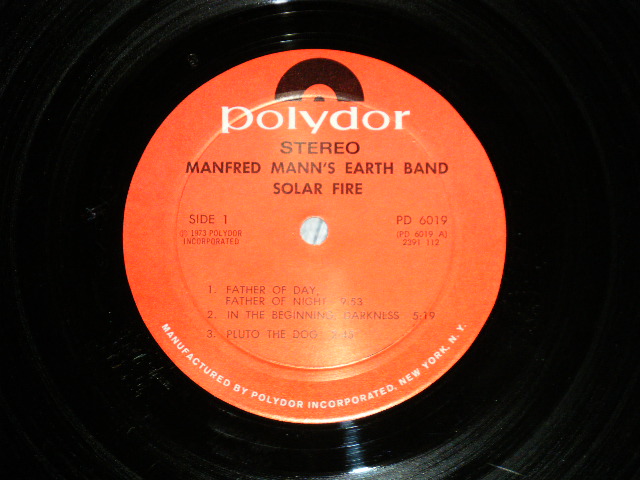 polydor
STEREO
MANFRED MANN'S EARTH BAND
SOLAR FIRE
SIDE 1
PD 6019
℗ 1973 POLYDOR
INCORPORATED
(PD 6019 A)
2391 112
1. FATHER OF DAY,
FATHER OF NIGHT 9:53
2. IN THE BEGINNING, DARKNESS 5:19
3. PLUTO THE DOG
MANUFACTURED BY POLYDOR INCORPORATED, NEW YORK, N.Y.